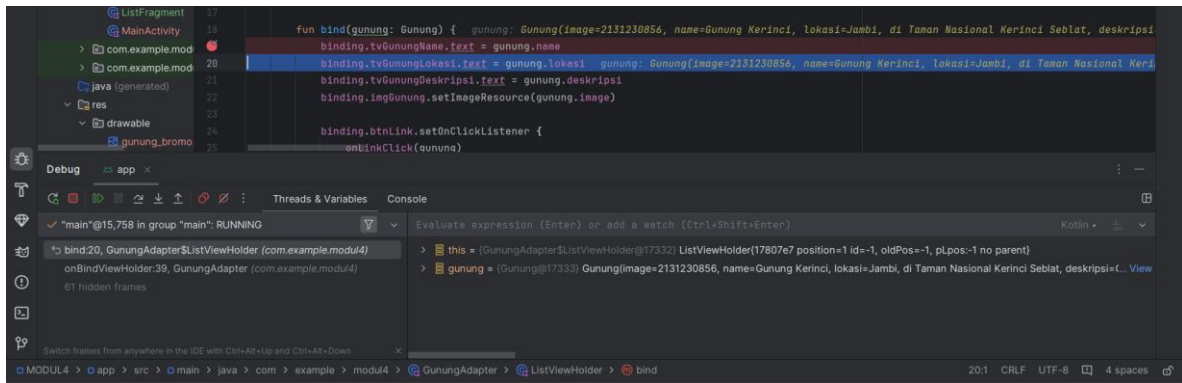 ListFragment
MainActivity
com.example.mod
com.example.mod
java (generated)
res
drawable
gunung_bromo
17
18 fun bind(gunung: Gunung) { gunung: Gunung(image=2131230856, name=Gunung Kerinci, lokasi=Jambi, di Taman Nasional Kerinci Seblat, deskripsi
binding.tvGunungName.text = gunung.name
20 binding.tvGunungLokasi.text = gunung.lokasi gunung: Gunung(image=2131230856, name=Gunung Kerinci, lokasi=Jambi, di Taman Nasional Keri
21 binding.tvGunungDeskripsi.text = gunung.deskripsi
22 binding.imgGunung.setImageResource(gunung.image)
23
24 binding.btnLink.setOnClickListener {
25 onLinkClick(gunung)
Debug app
Threads & Variables Console
"main"@15,758 in group "main": RUNNING
Evaluate expression (Enter) or add a watch (Ctrl+Shift+Enter) Kotlin
bind:20, GunungAdapter$ListViewHolder (com.example.modul4)
onBindViewHolder:39, GunungAdapter (com.example.modul4)
61 hidden frames
this = {GunungAdapter$ListViewHolder@17332} ListViewHolder{17807e7 position=1 id=-1, oldPos=-1, pLpos:-1 no parent}
gunung = {Gunung@17333} Gunung(image=2131230856, name=Gunung Kerinci, lokasi=Jambi, di Taman Nasional Kerinci Seblat, deskripsi=(... View
Switch frames from anywhere in the IDE with Ctrl+Alt+Up and Ctrl+Alt+Down
MODUL4 > app > src > main > java > com > example > modul4 > GunungAdapter > ListViewHolder > bind
20:1 CRLF UTF-8 4 spaces